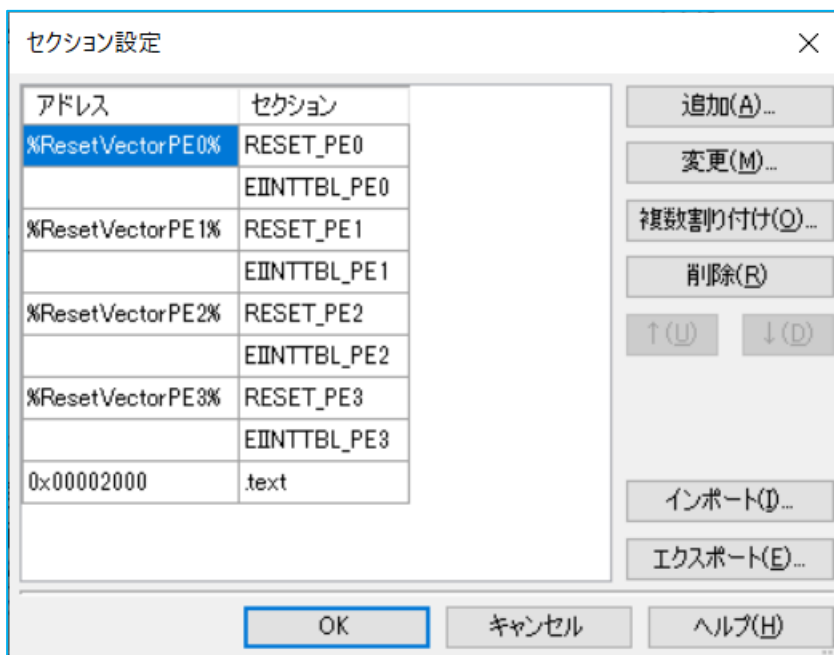 セクション設定
アドレス セクション
%ResetVectorPE0% RESET_PE0
EIINTTBL_PE0
%ResetVectorPE1% RESET_PE1
EIINTTBL_PE1
%ResetVectorPE2% RESET_PE2
EIINTTBL_PE2
%ResetVectorPE3% RESET_PE3
EIINTTBL_PE3
0x00002000 .text
追加(A)...
変更(M)...
複数割り付け(O)...
削除(R)
↑(U) ↓(D)
インポート(I)...
エクスポート(E)...
OK キャンセル ヘルプ(H)